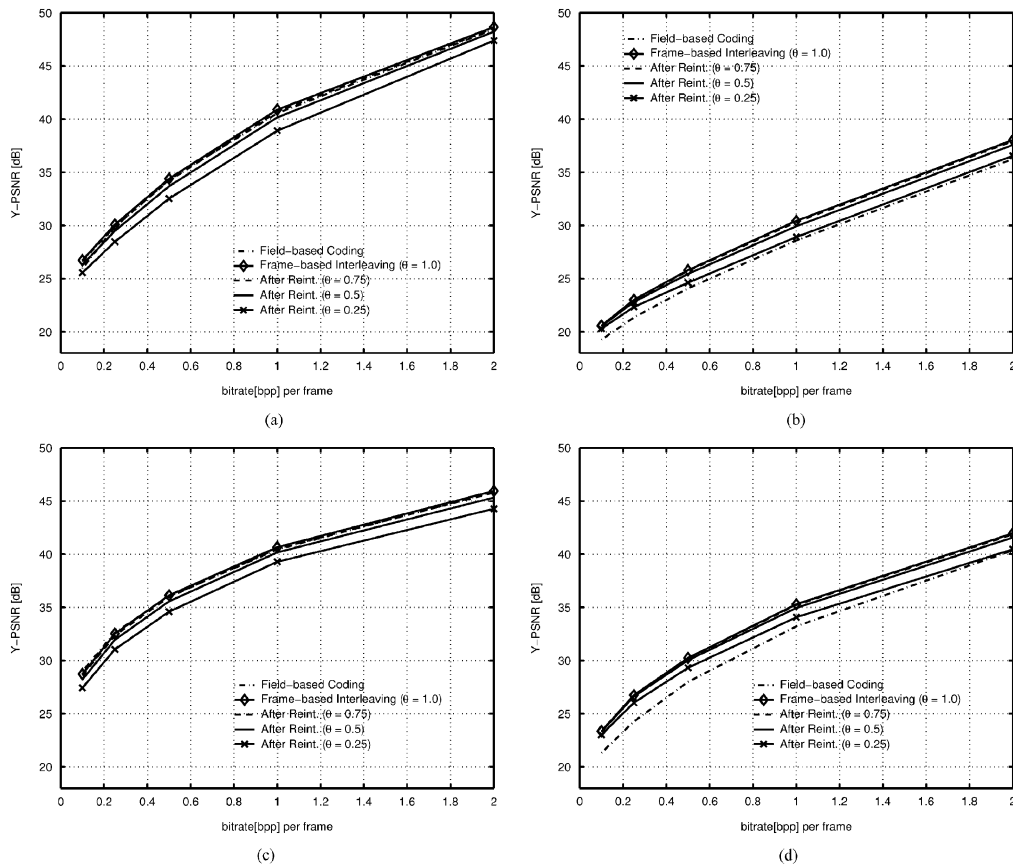 50
45
40
35
30
25
20
Y−PSNR [dB]
Field−based Coding
Frame−based Interleaving (θ = 1.0)
After Reint. (θ = 0.75)
After Reint. (θ = 0.5)
After Reint. (θ = 0.25)
0 0.2 0.4 0.6 0.8 1 1.2 1.4 1.6 1.8 2
bitrate[bpp] per frame
(a)
50
45
40
35
30
25
20
Y−PSNR [dB]
Field−based Coding
Frame−based Interleaving (θ = 1.0)
After Reint. (θ = 0.75)
After Reint. (θ = 0.5)
After Reint. (θ = 0.25)
0 0.2 0.4 0.6 0.8 1 1.2 1.4 1.6 1.8 2
bitrate[bpp] per frame
(b)
50
45
40
35
30
25
20
Y−PSNR [dB]
Field−based Coding
Frame−based Interleaving (θ = 1.0)
After Reint. (θ = 0.75)
After Reint. (θ = 0.5)
After Reint. (θ = 0.25)
0 0.2 0.4 0.6 0.8 1 1.2 1.4 1.6 1.8 2
bitrate[bpp] per frame
(c)
50
45
40
35
30
25
20
Y−PSNR [dB]
Field−based Coding
Frame−based Interleaving (θ = 1.0)
After Reint. (θ = 0.75)
After Reint. (θ = 0.5)
After Reint. (θ = 0.25)
0 0.2 0.4 0.6 0.8 1 1.2 1.4 1.6 1.8 2
bitrate[bpp] per frame
(d)